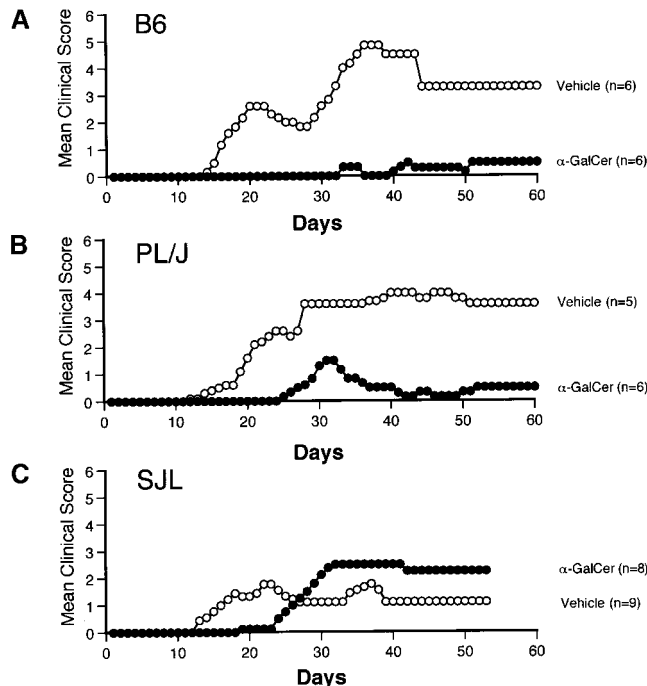 A
B6
Mean Clinical Score
6
5
4
3
2
1
0
Vehicle (n=6)
α-GalCer (n=6)
0 10 20 30 40 50 60
Days
B
PL/J
Mean Clinical Score
6
5
4
3
2
1
0
Vehicle (n=5)
α-GalCer (n=6)
0 10 20 30 40 50 60
Days
C
SJL
Mean Clinical Score
6
5
4
3
2
1
0
α-GalCer (n=8)
Vehicle (n=9)
0 10 20 30 40 50 60
Days